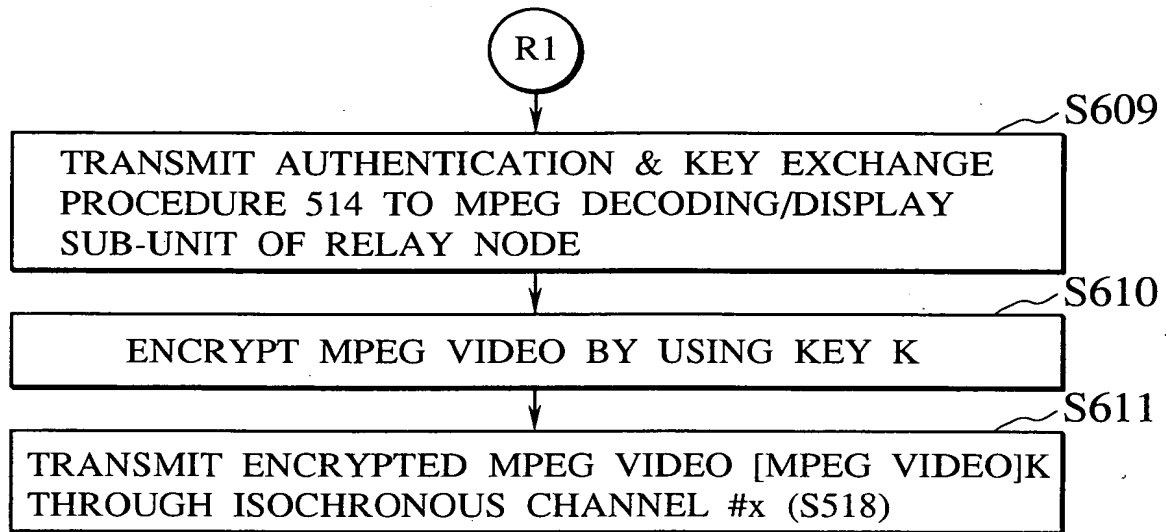 R1
S609
TRANSMIT AUTHENTICATION & KEY EXCHANGE
PROCEDURE 514 TO MPEG DECODING/DISPLAY
SUB-UNIT OF RELAY NODE
S610
ENCRYPT MPEG VIDEO BY USING KEY K
S611
TRANSMIT ENCRYPTED MPEG VIDEO [MPEG VIDEO]K
THROUGH ISOCHRONOUS CHANNEL #x (S518)